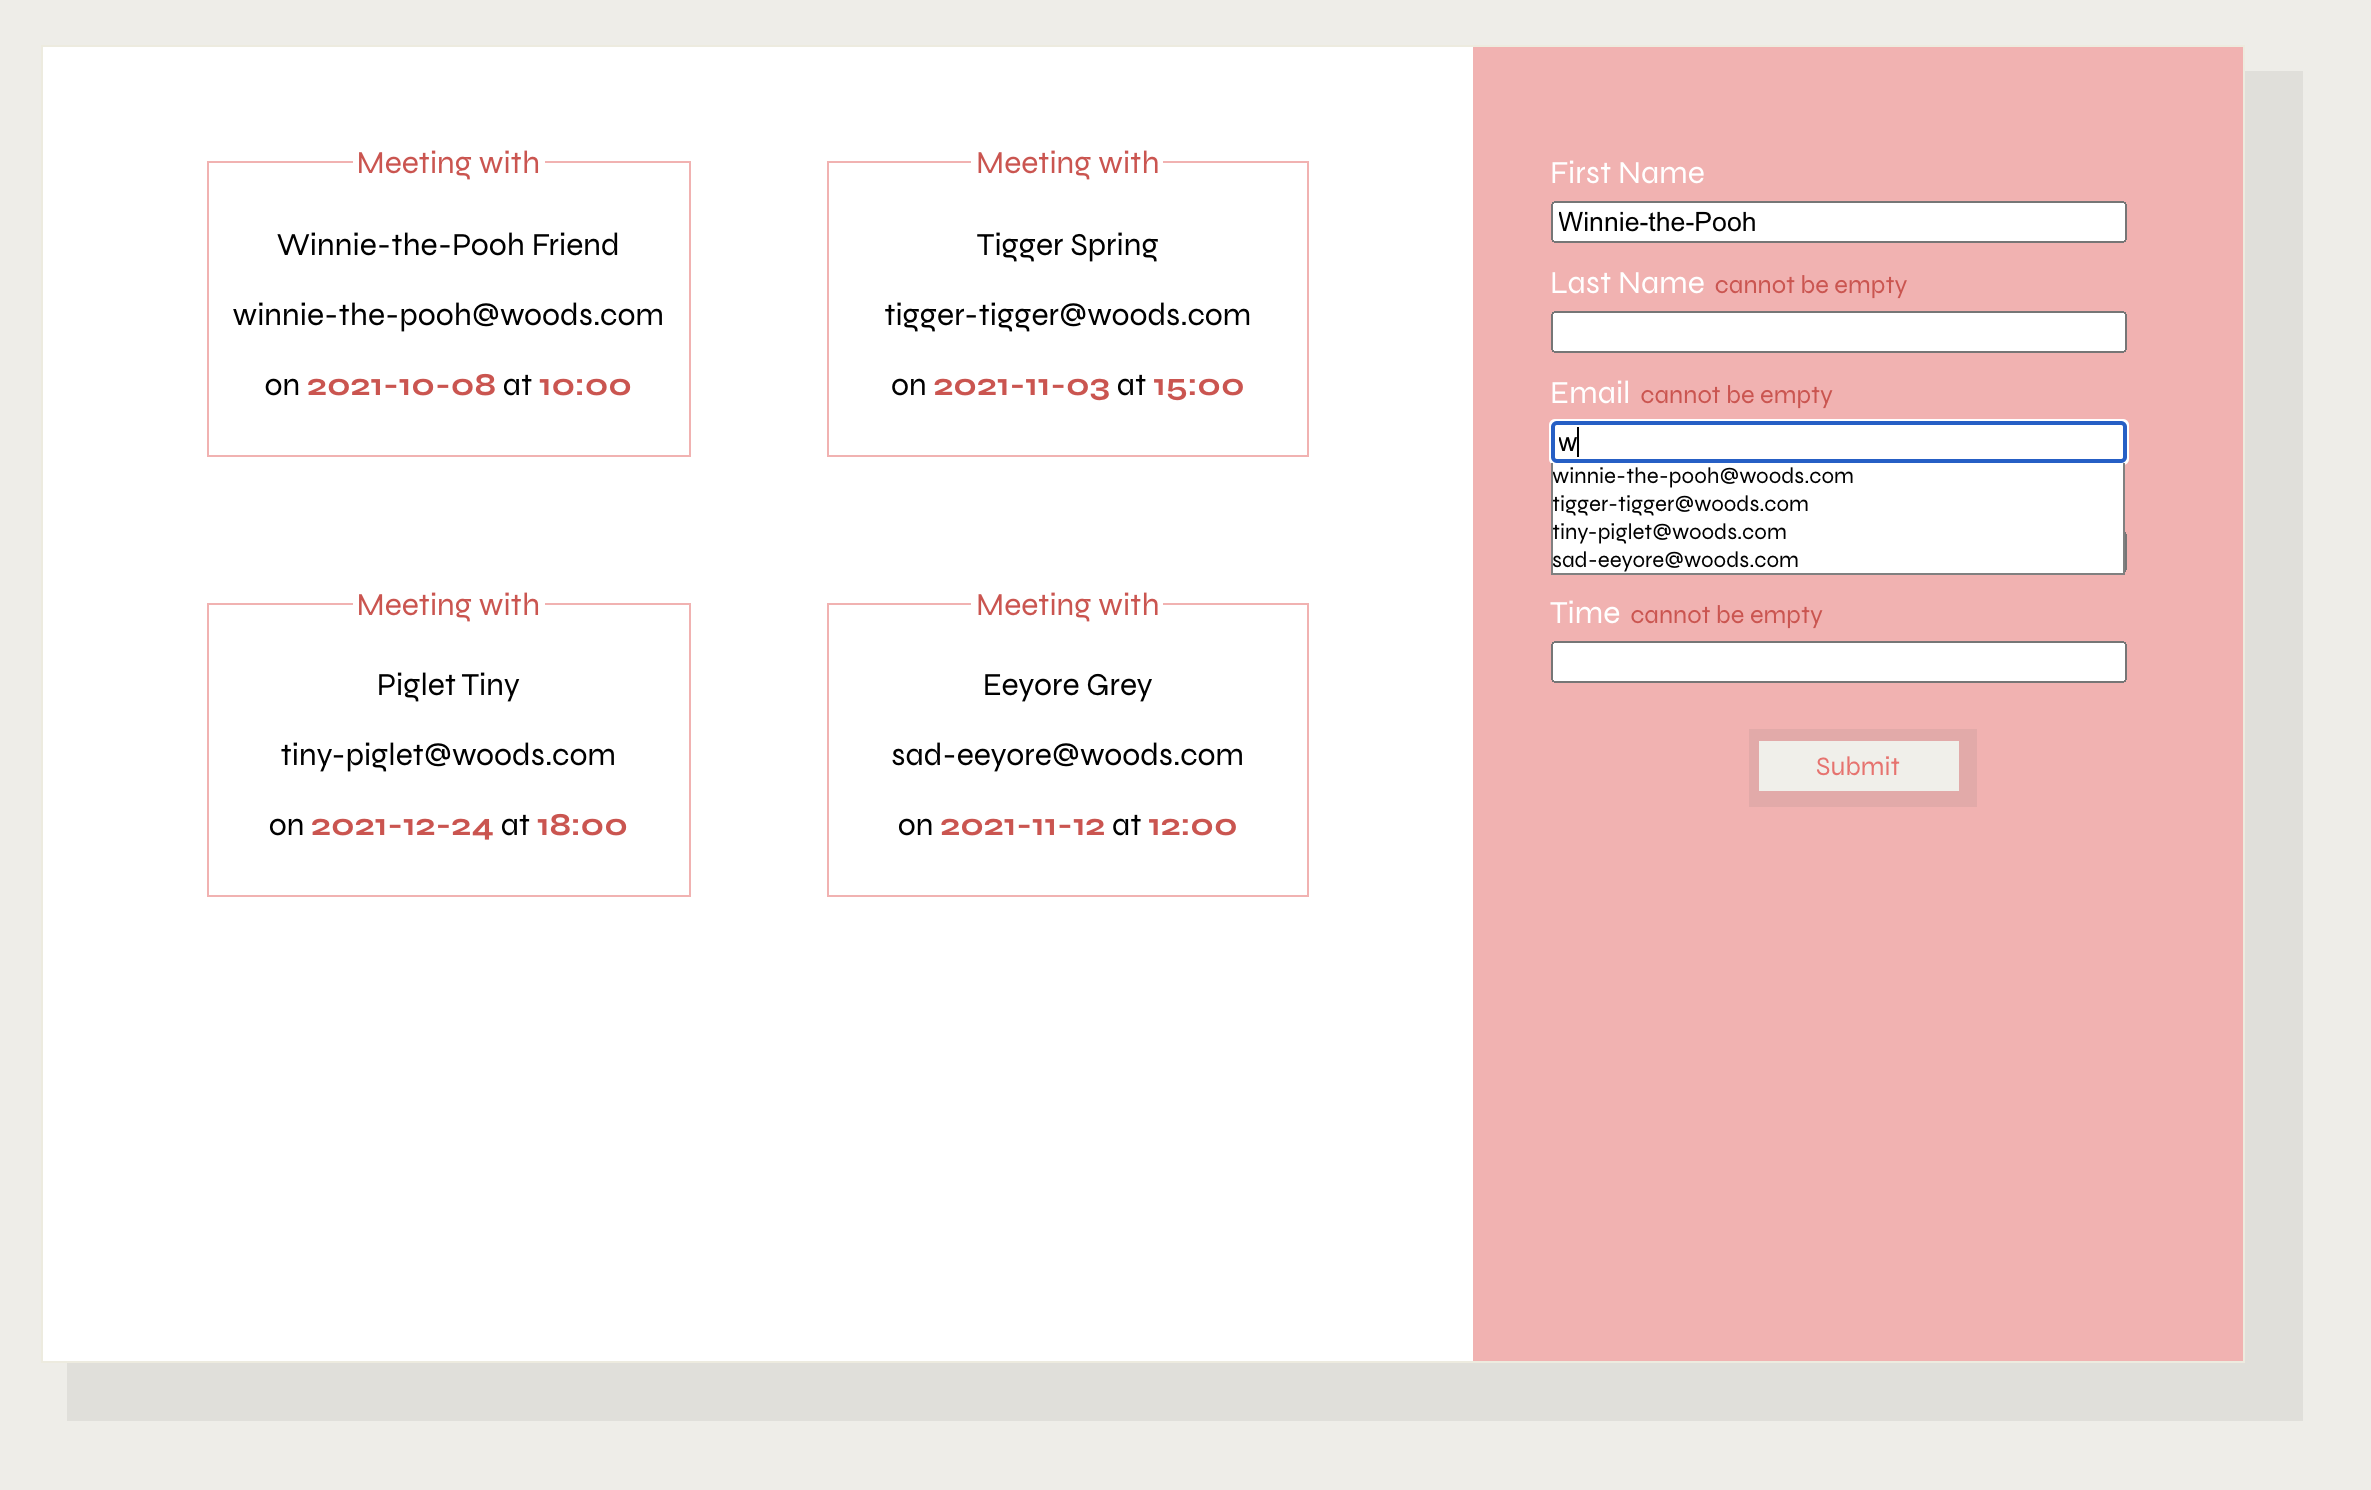 Meeting with
Winnie-the-Pooh Friend
winnie-the-pooh@woods.com
on 2021-10-08 at 10:00
Meeting with
Tigger Spring
tigger-tigger@woods.com
on 2021-11-03 at 15:00
Meeting with
Piglet Tiny
tiny-piglet@woods.com
on 2021-12-24 at 18:00
Meeting with
Eeyore Grey
sad-eeyore@woods.com
on 2021-11-12 at 12:00
First Name
Winnie-the-Pooh
Last Name cannot be empty
Email cannot be empty
w
winnie-the-pooh@woods.com
tigger-tigger@woods.com
tiny-piglet@woods.com
sad-eeyore@woods.com
Time cannot be empty
Submit